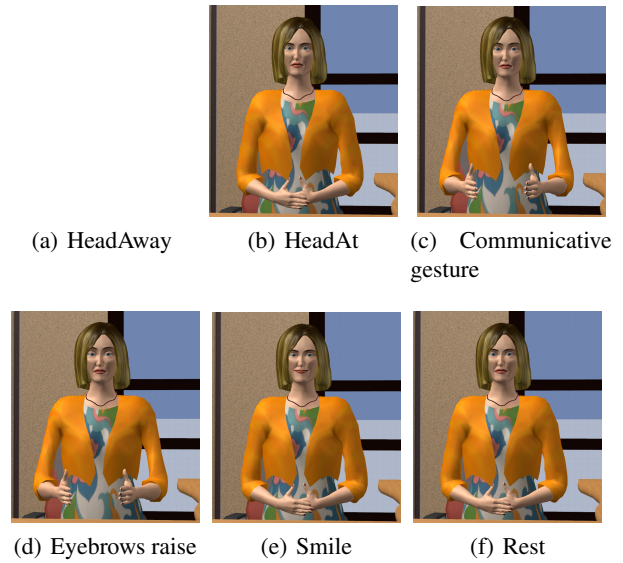 (a) HeadAway
(b) HeadAt
(c) Communicative
gesture
(d) Eyebrows raise
(e) Smile
(f) Rest